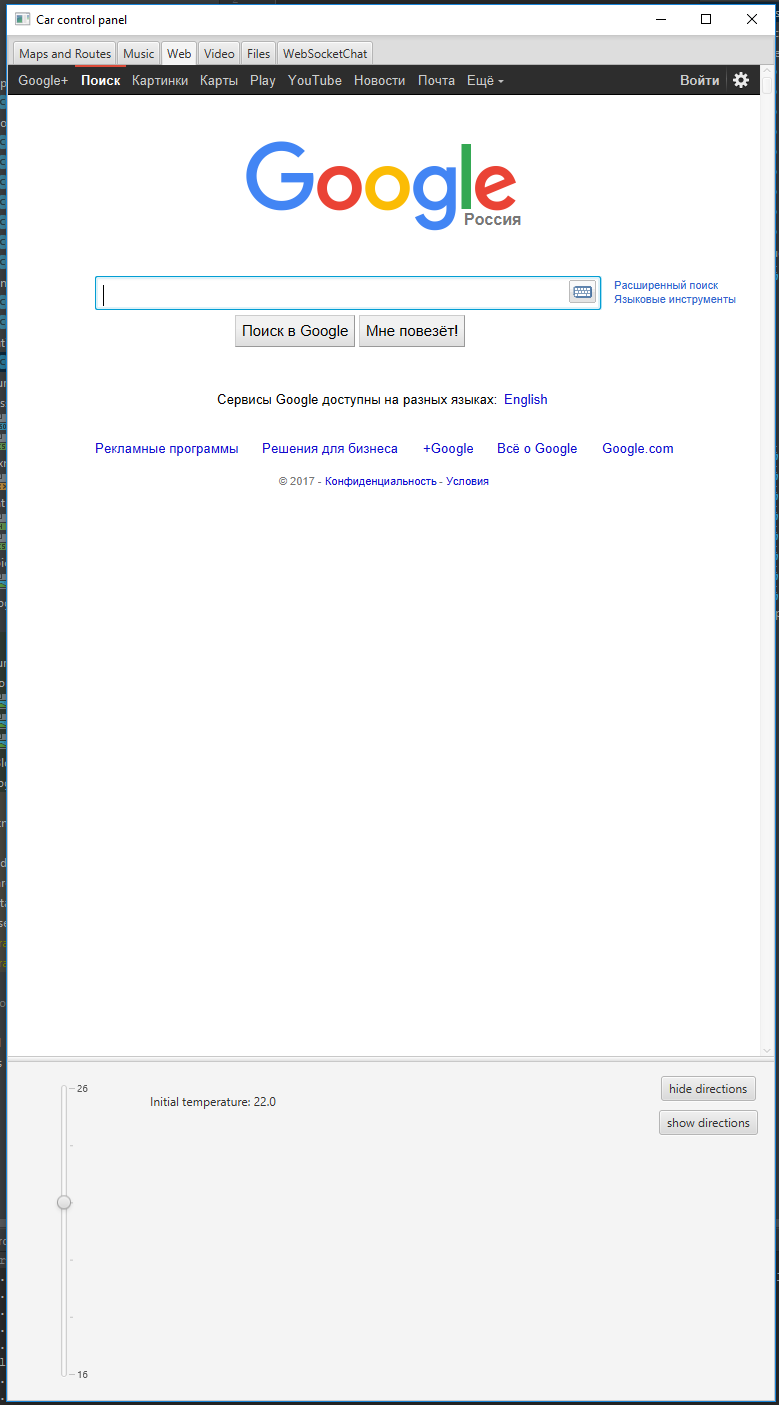 Car control panel
Maps and Routes Music Web Video Files WebSocketChat
Google+ Поиск Картинки Карты Play YouTube Новости Почта Ещё Войти
Google
Россия
Расширенный поиск
Языковые инструменты
Поиск в Google Мне повезёт!
Сервисы Google доступны на разных языках: English
Рекламные программы Решения для бизнеса +Google Всё о Google Google.com
© 2017 - Конфиденциальность - Условия
26
Initial temperature: 22.0
hide directions
show directions
16